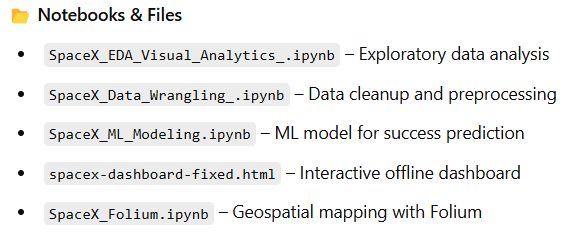 📂 Notebooks & Files
• SpaceX_EDA_Visual_Analytics_.ipynb – Exploratory data analysis
• SpaceX_Data_Wrangling_.ipynb – Data cleanup and preprocessing
• SpaceX_ML_Modeling.ipynb – ML model for success prediction
• spacex-dashboard-fixed.html – Interactive offline dashboard
• SpaceX_Folium.ipynb – Geospatial mapping with Folium